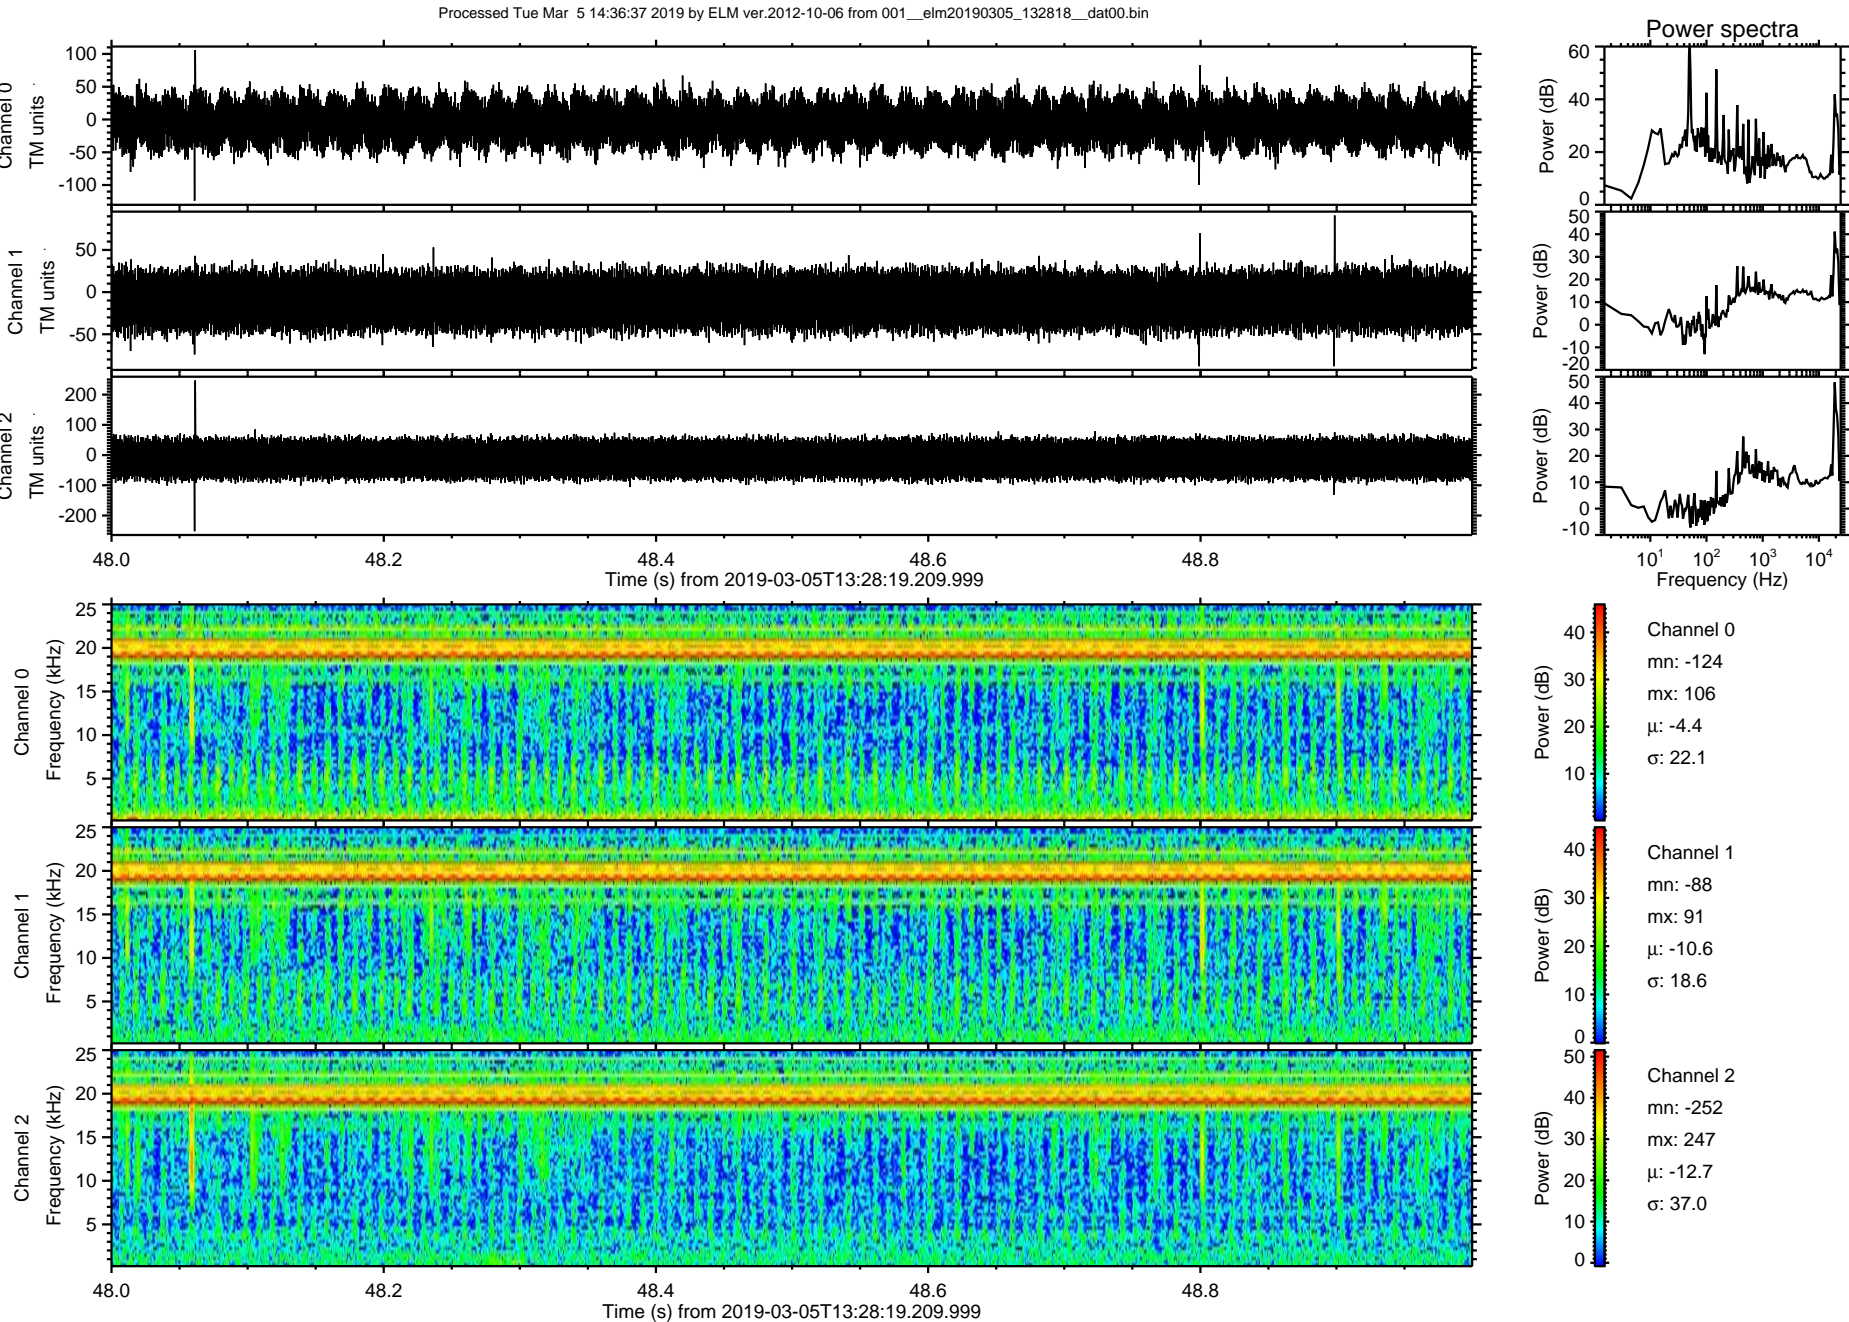 Processed Tue Mar  5 14:36:37 2019 by ELM ver.2012-10-06 from 001__elm20190305_132818__dat00.bin
Power spectra
Channel 0
TM units
100
50
0
-50
-100
Power (dB)
60
40
20
0
Channel 1
TM units
50
0
-50
Power (dB)
50
40
30
20
10
0
-10
-20
Channel 2
TM units
200
100
0
-100
-200
Power (dB)
50
40
30
20
10
0
-10
48.0 48.2 48.4 48.6 48.8
Time (s) from 2019-03-05T13:28:19.209.999
10¹ 10² 10³ 10⁴
Frequency (Hz)
Channel 0
Frequency (kHz)
25
20
15
10
5
Power (dB)
40
30
20
10
Channel 0
mn: -124
mx: 106
μ: -4.4
σ: 22.1
Channel 1
Frequency (kHz)
25
20
15
10
5
Power (dB)
40
30
20
10
0
Channel 1
mn: -88
mx: 91
μ: -10.6
σ: 18.6
Channel 2
Frequency (kHz)
25
20
15
10
5
Power (dB)
50
40
30
20
10
0
Channel 2
mn: -252
mx: 247
μ: -12.7
σ: 37.0
48.0 48.2 48.4 48.6 48.8
Time (s) from 2019-03-05T13:28:19.209.999